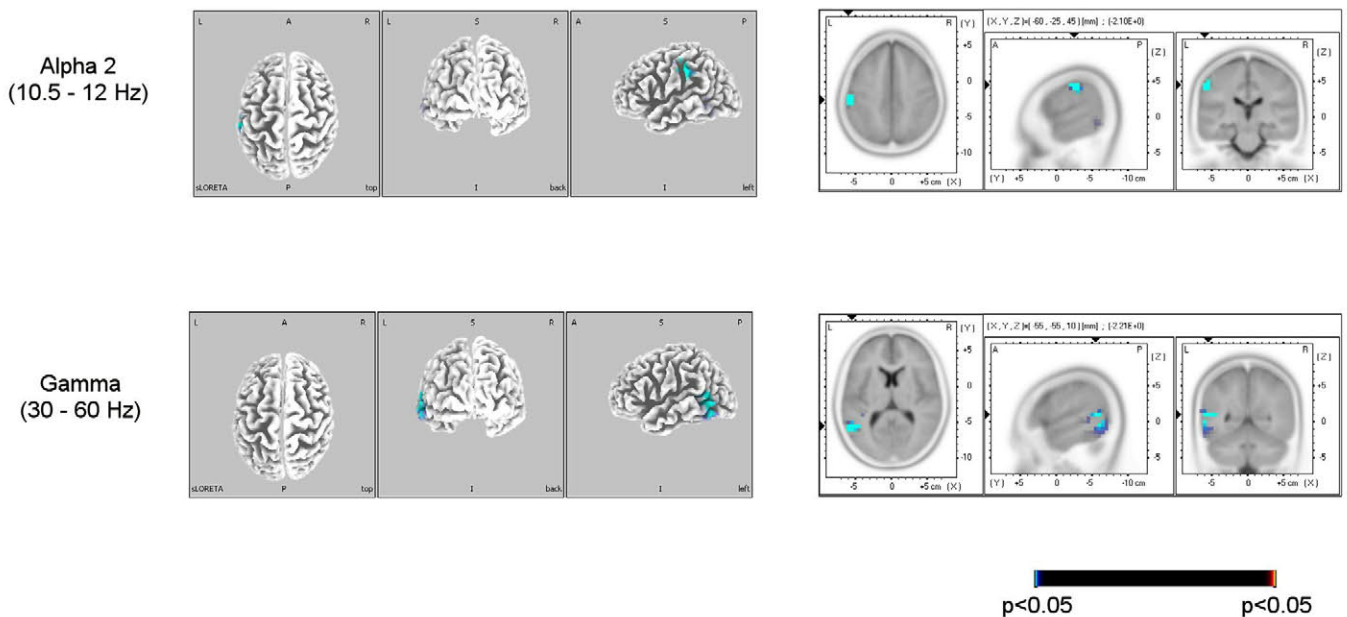 Alpha 2
(10.5 - 12 Hz)
L A R
sLORETA P top
L S R
I back
A S P
I left
(X, Y, Z)=( -60, -25, 45) [mm] ; (-2.10E+0)
L R (Y)
+5
0
-5
-10
-5 0 +5 cm (X)
A P (Z)
+5
0
-5
(Y) +5 0 -5 -10 cm
L R (Z)
+5
0
-5
-5 0 +5 cm (X)
Gamma
(30 - 60 Hz)
L A R
sLORETA P top
L S R
I back
A S P
I left
(X, Y, Z)=( -55, -55, 10) [mm] ; (-2.21E+0)
L R (Y)
+5
0
-5
-10
-5 0 +5 cm (X)
A P (Z)
+5
0
-5
(Y) +5 0 -5 -10 cm
L R (Z)
+5
0
-5
-5 0 +5 cm (X)
p<0.05 p<0.05